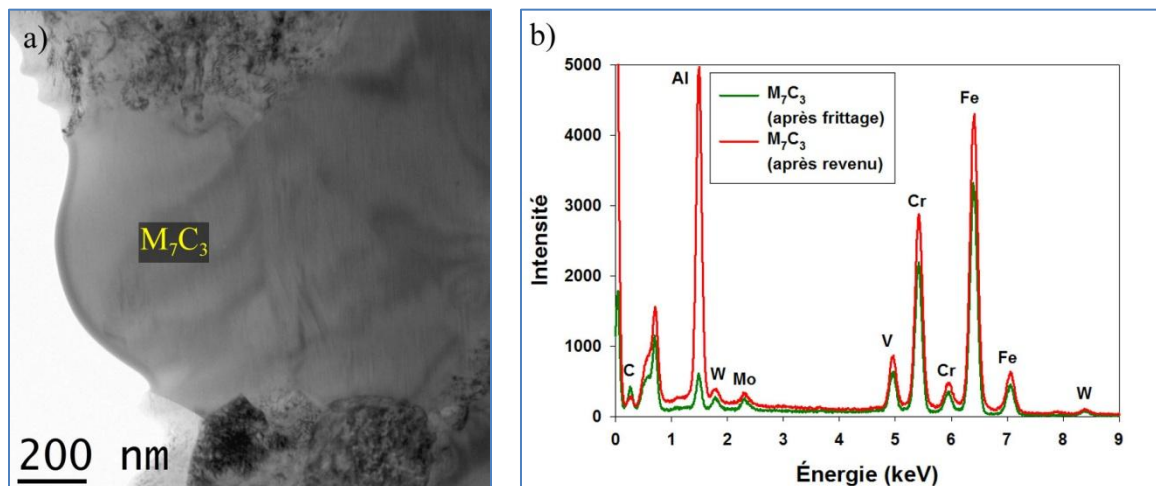 a)
M₇C₃
200 nm
b)
Intensité
5000
4000
3000
2000
1000
0
M₇C₃
(après frittage)
M₇C₃
(après revenu)
C
Al
W
Mo
V
Cr
Cr
Fe
Fe
W
0 1 2 3 4 5 6 7 8 9
Énergie (keV)